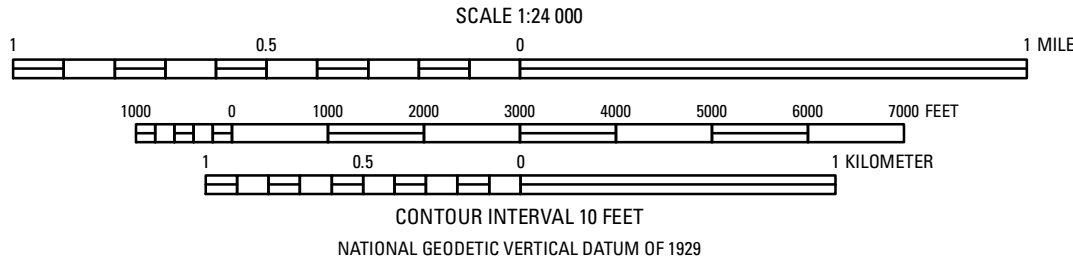 SCALE 1:24 000
1 0.5 0 1 MILE
1000 0 1000 2000 3000 4000 5000 6000 7000 FEET
1 0.5 0 1 KILOMETER
CONTOUR INTERVAL 10 FEET
NATIONAL GEODETIC VERTICAL DATUM OF 1929